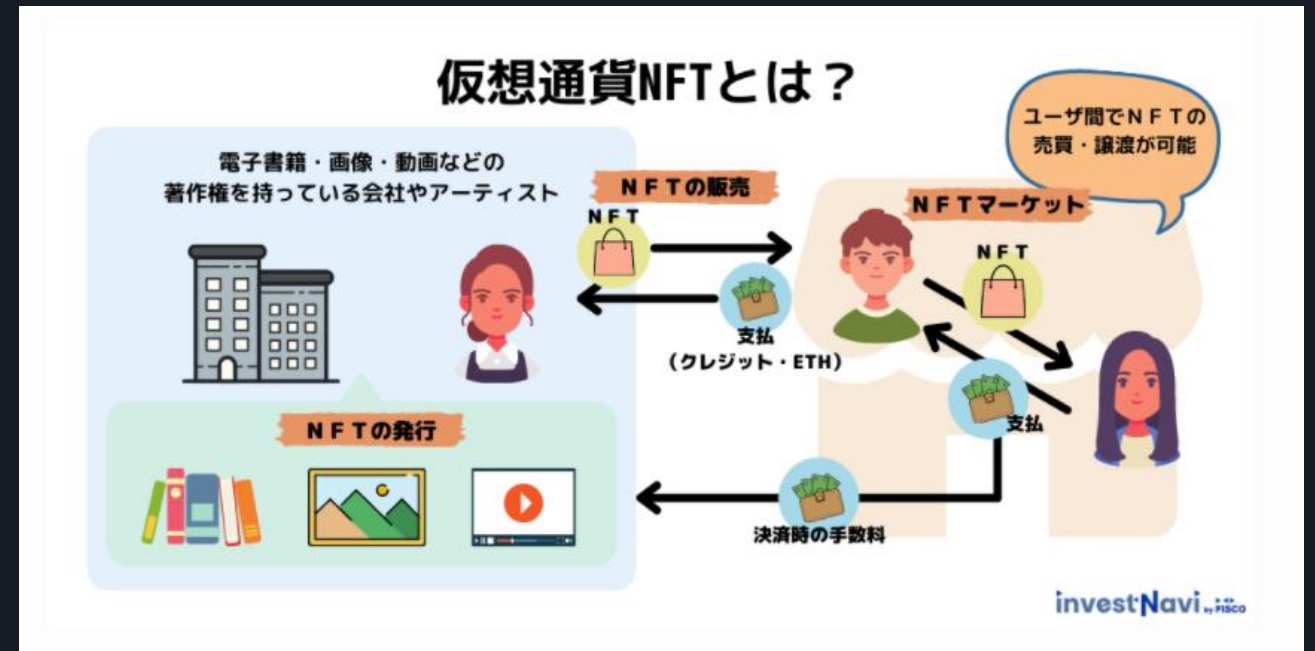 仮想通貨NFTとは？
電子書籍・画像・動画などの
著作権を持っている会社やアーティスト
ＮＦＴの販売
ＮＦＴ
支払
（クレジット・ETH）
ユーザ間でＮＦＴの
売買・譲渡が可能
ＮＦＴマーケット
ＮＦＴ
支払
ＮＦＴの発行
決済時の手数料
investNavi by FISCO